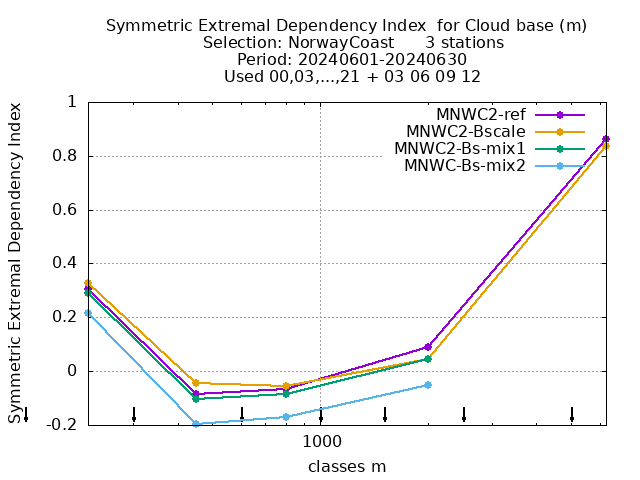 Symmetric Extremal Dependency Index  for Cloud base (m)
Selection: NorwayCoast      3 stations
Period: 20240601-20240630
Used 00,03,...,21 + 03 06 09 12
Symmetric Extremal Dependency Index
1
0.8
0.6
0.4
0.2
0
-0.2
MNWC2-ref
MNWC2-Bscale
MNWC2-Bs-mix1
MNWC-Bs-mix2
1000
classes m